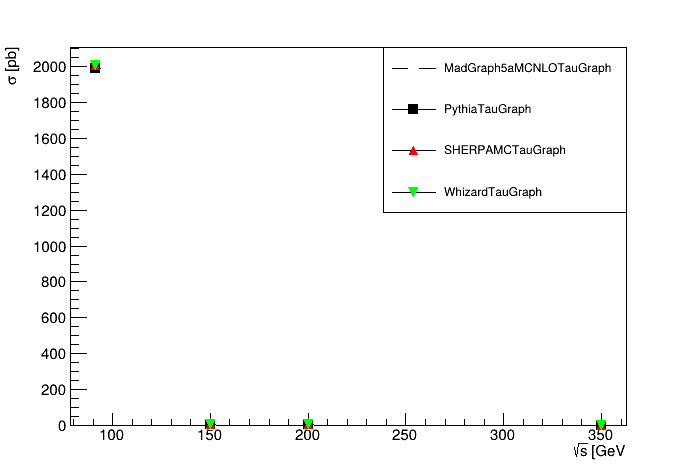 σ [pb]
2000
1800
1600
1400
1200
1000
800
600
400
200
0
MadGraph5aMCNLOTauGraph
PythiaTauGraph
SHERPAMCTauGraph
WhizardTauGraph
100 150 200 250 300 350
√s [GeV